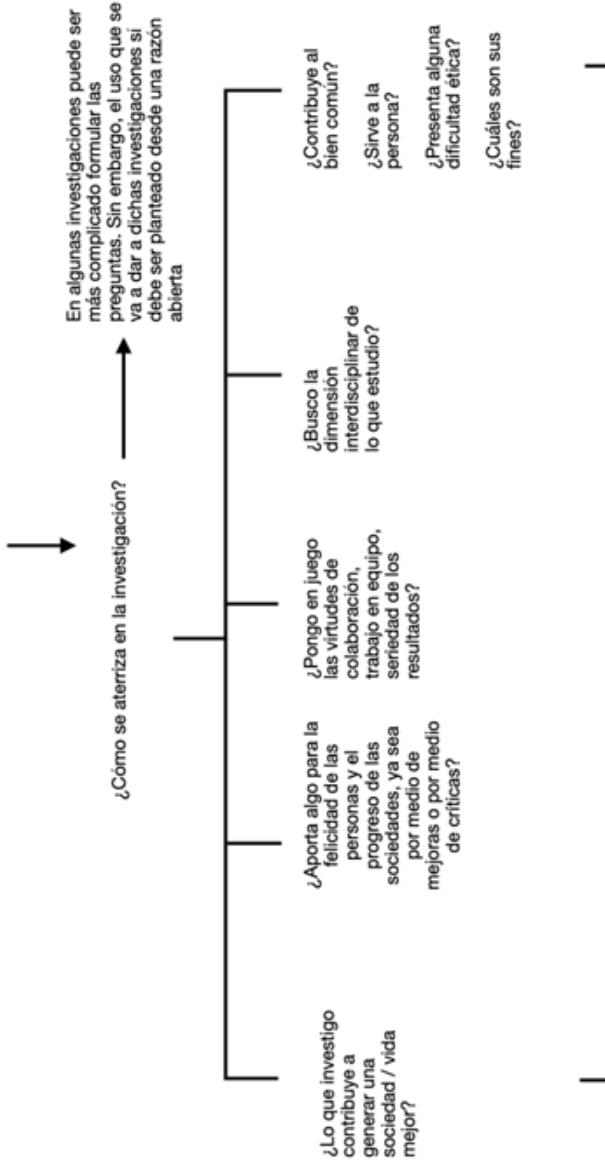 En algunas investigaciones puede ser
más complicado formular las
preguntas. Sin embargo, el uso que se
va a dar a dichas investigaciones sí
debe ser planteado desde una razón
abierta
¿Cómo se aterriza en la investigación?
¿Lo que investigo
contribuye a
generar una
sociedad / vida
mejor?
¿Aporta algo para la
felicidad de las
personas y el
progreso de las
sociedades, ya sea
por medio de
mejoras o por medio
de críticas?
¿Pongo en juego
las virtudes de
colaboración,
trabajo en equipo,
seriedad de los
resultados?
¿Busco la
dimensión
interdisciplinar de
lo que estudio?
¿Contribuye al
bien común?
¿Sirve a la
persona?
¿Presenta alguna
dificultad ética?
¿Cuáles son sus
fines?